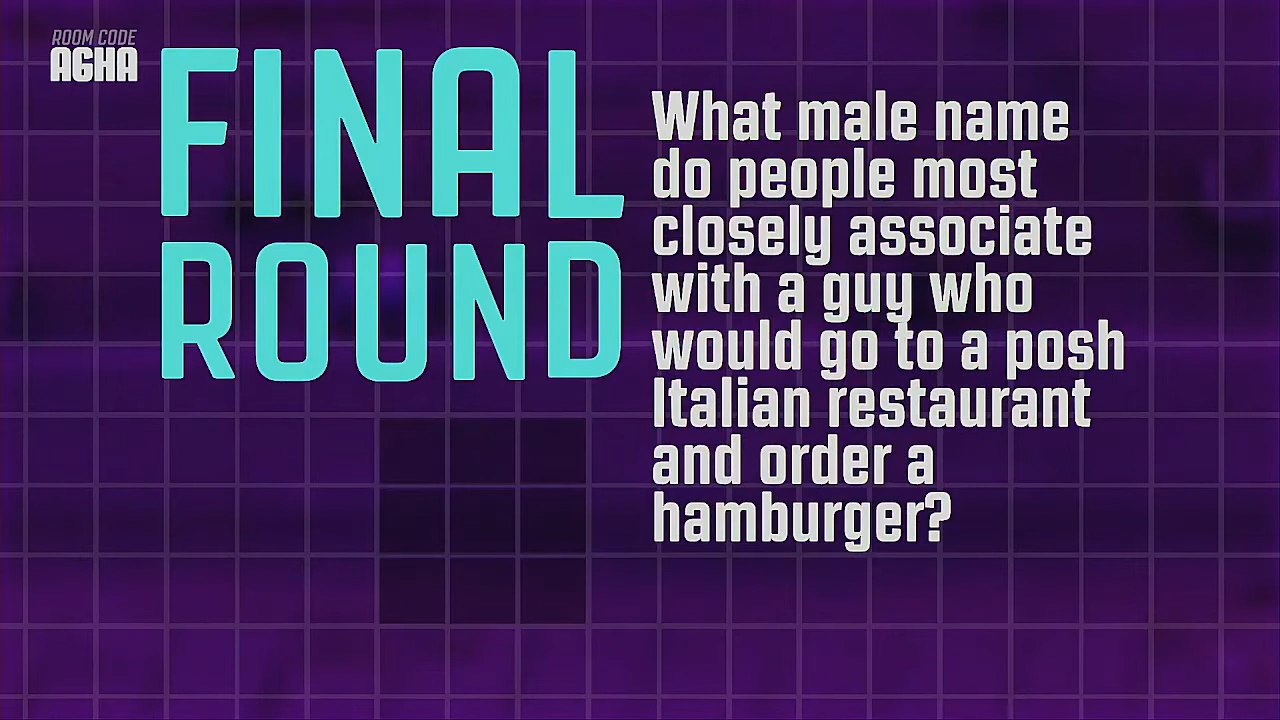 ROOM CODE
AGHA
FINAL
ROUND
What male name
do people most
closely associate
with a guy who
would go to a posh
Italian restaurant
and order a
hamburger?